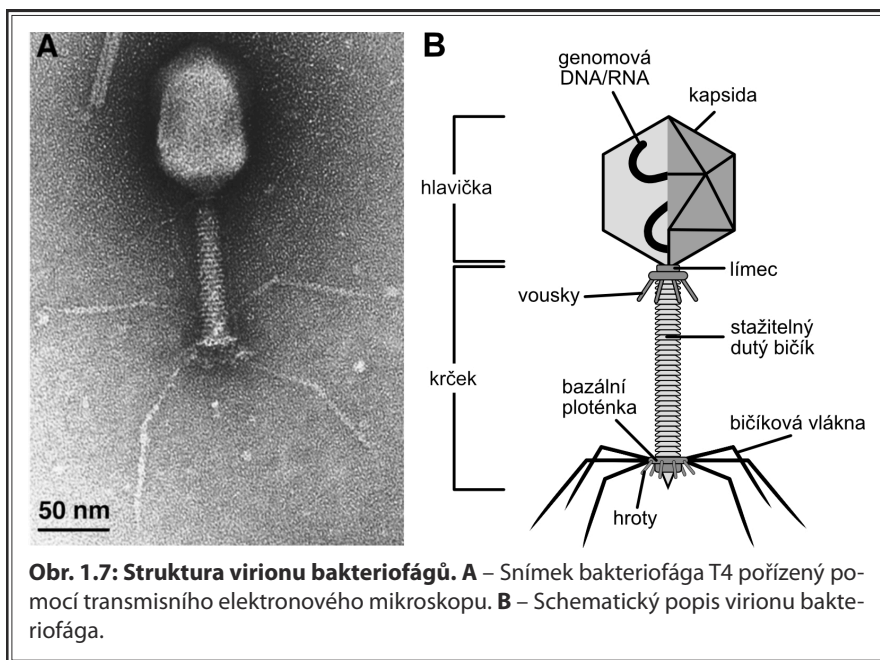 A
B
genomová
DNA/RNA
kapsida
hlavička
límec
vousky
stažitelný
dutý bičík
krček
bazální
ploténka
bičíková vlákna
hroty
50 nm
Obr. 1.7: Struktura virionu bakteriofágů. A – Snímek bakteriofága T4 pořízený po-
mocí transmisního elektronového mikroskopu. B – Schematický popis virionu bakte-
riofága.